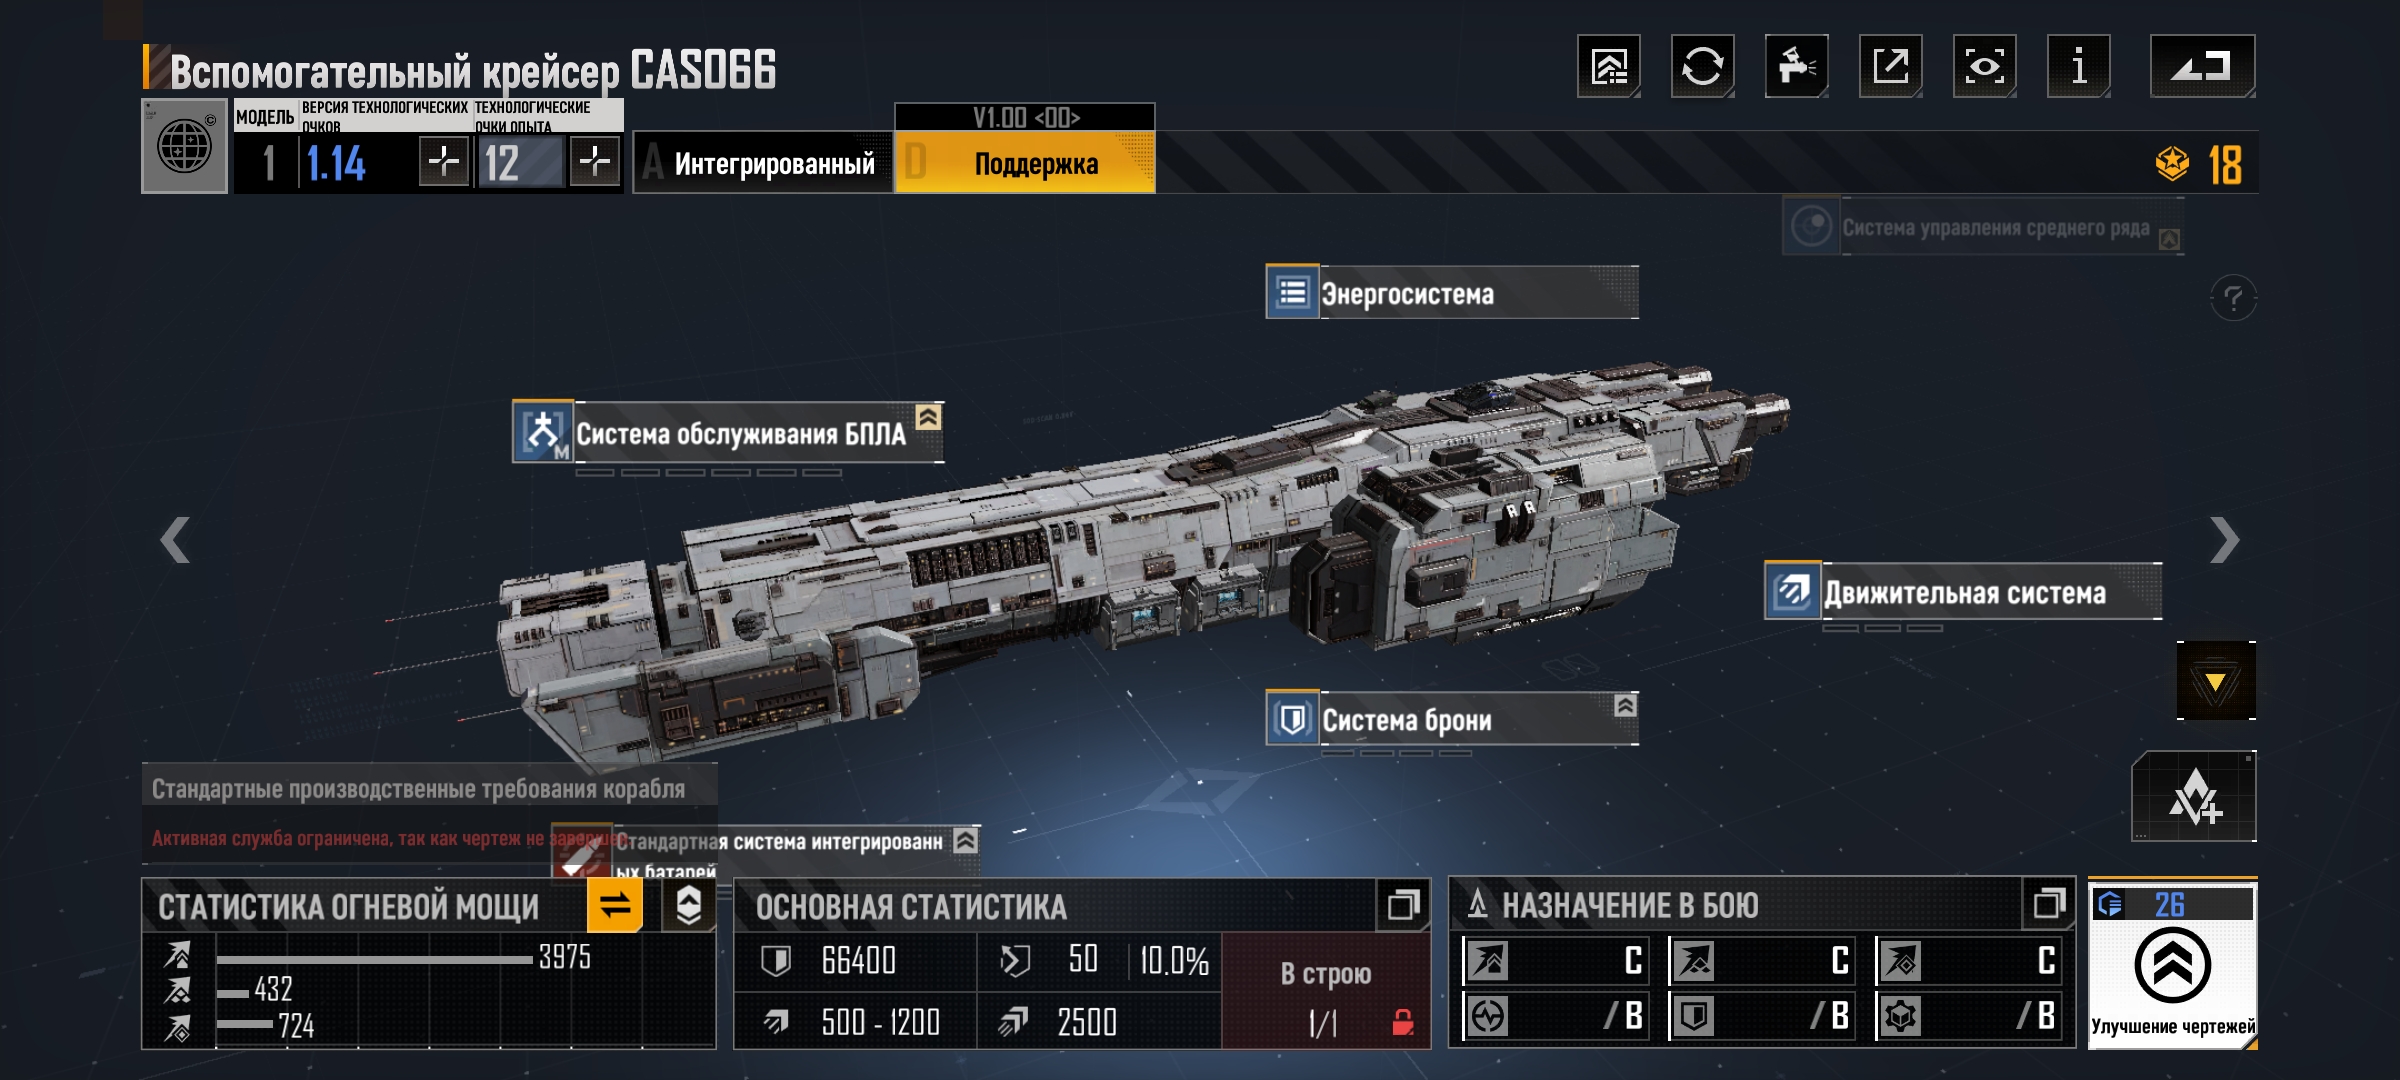 Вспомогательный крейсер CAS066
МОДЕЛЬ
ВЕРСИЯ ТЕХНОЛОГИЧЕСКИХ
ОЧКОВ
ТЕХНОЛОГИЧЕСКИЕ
ОЧКИ ОПЫТА
1
1.14
12
A Интегрированный
V1.00 <00>
D Поддержка
18
Система управления среднего ряда
Энергосистема
Система обслуживания БПЛА
M
Движительная система
Система брони
Стандартные производственные требования корабля
Активная служба ограничена, так как чертеж не завершен
Стандартная система интегрированн
ых батарей
СТАТИСТИКА ОГНЕВОЙ МОЩИ
3975
432
724
ОСНОВНАЯ СТАТИСТИКА
66400
50
10.0%
500 - 1200
2500
В строю
1/1
НАЗНАЧЕНИЕ В БОЮ
C
C
C
/ B
/ B
/ B
26
Улучшение чертежей